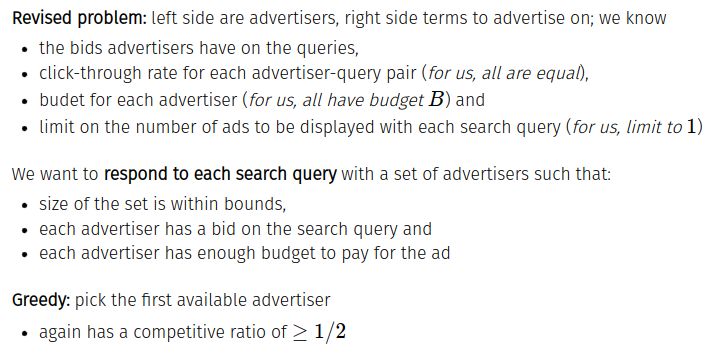 Revised problem: left side are advertisers, right side terms to advertise on; we know
• the bids advertisers have on the queries,
• click-through rate for each advertiser-query pair (for us, all are equal),
• budet for each advertiser (for us, all have budget B) and
• limit on the number of ads to be displayed with each search query (for us, limit to 1)
We want to respond to each search query with a set of advertisers such that:
• size of the set is within bounds,
• each advertiser has a bid on the search query and
• each advertiser has enough budget to pay for the ad
Greedy: pick the first available advertiser
• again has a competitive ratio of ≥ 1/2